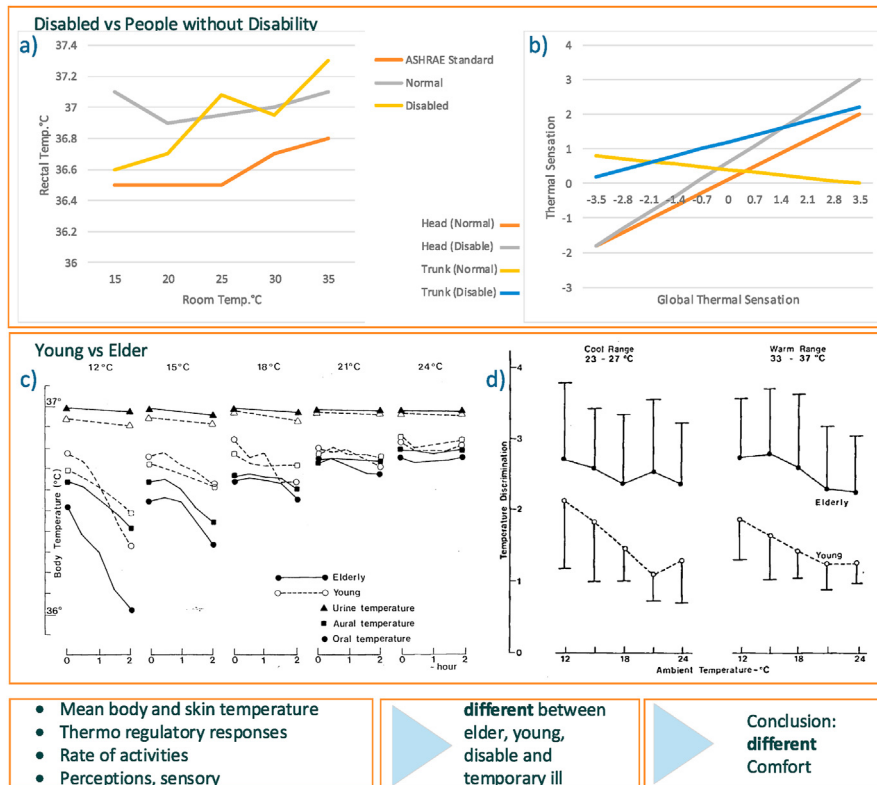 Disabled vs People without Disability
a)
37.4
37.2
37
36.8
36.6
36.4
36.2
36
Rectal Temp.°C
15 20 25 30 35
Room Temp.°C
ASHRAE Standard
Normal
Disabled
Head (Normal)
Head (Disable)
Trunk (Normal)
Trunk (Disable)
b)
4
3
2
1
0
-1
-2
-3
Thermal Sensation
-3.5 -2.8 -2.1 -1.4 -0.7 0 0.7 1.4 2.1 2.8 3.5
Global Thermal Sensation
Young vs Elder
c)
12°C 15°C 18°C 21°C 24°C
37°
36°
Body Temperature (°C)
Elderly
Young
Urine temperature
Aural temperature
Oral temperature
0 1 2 0 1 2 0 1 2 0 1 2 0 1 2
- hour
d)
Cool Range
23 - 27 °C
Warm Range
33 - 37 °C
4
3
2
1
0
Temperature Discrimination
Elderly
Young
12 18 24 12 18 24
Ambient Temperature - °C
• Mean body and skin temperature
• Thermo regulatory responses
• Rate of activities
• Perceptions, sensory
different between
elder, young,
disable and
temporary ill
Conclusion:
different
Comfort